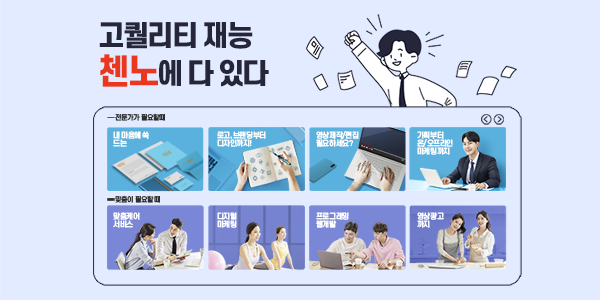 고퀄리티 재능
첸노에 다 있다
전문가가 필요할때
내 마음에 쏙
드는
로고, 브랜딩부터
디자인까지!
영상제작/편집
필요하세요?
기획부터
온/오프라인
마케팅 까지
맞춤이 필요할 때
맞춤케어
서비스
디지털
마케팅
프로그래밍
웹개발
영상 광고
까지